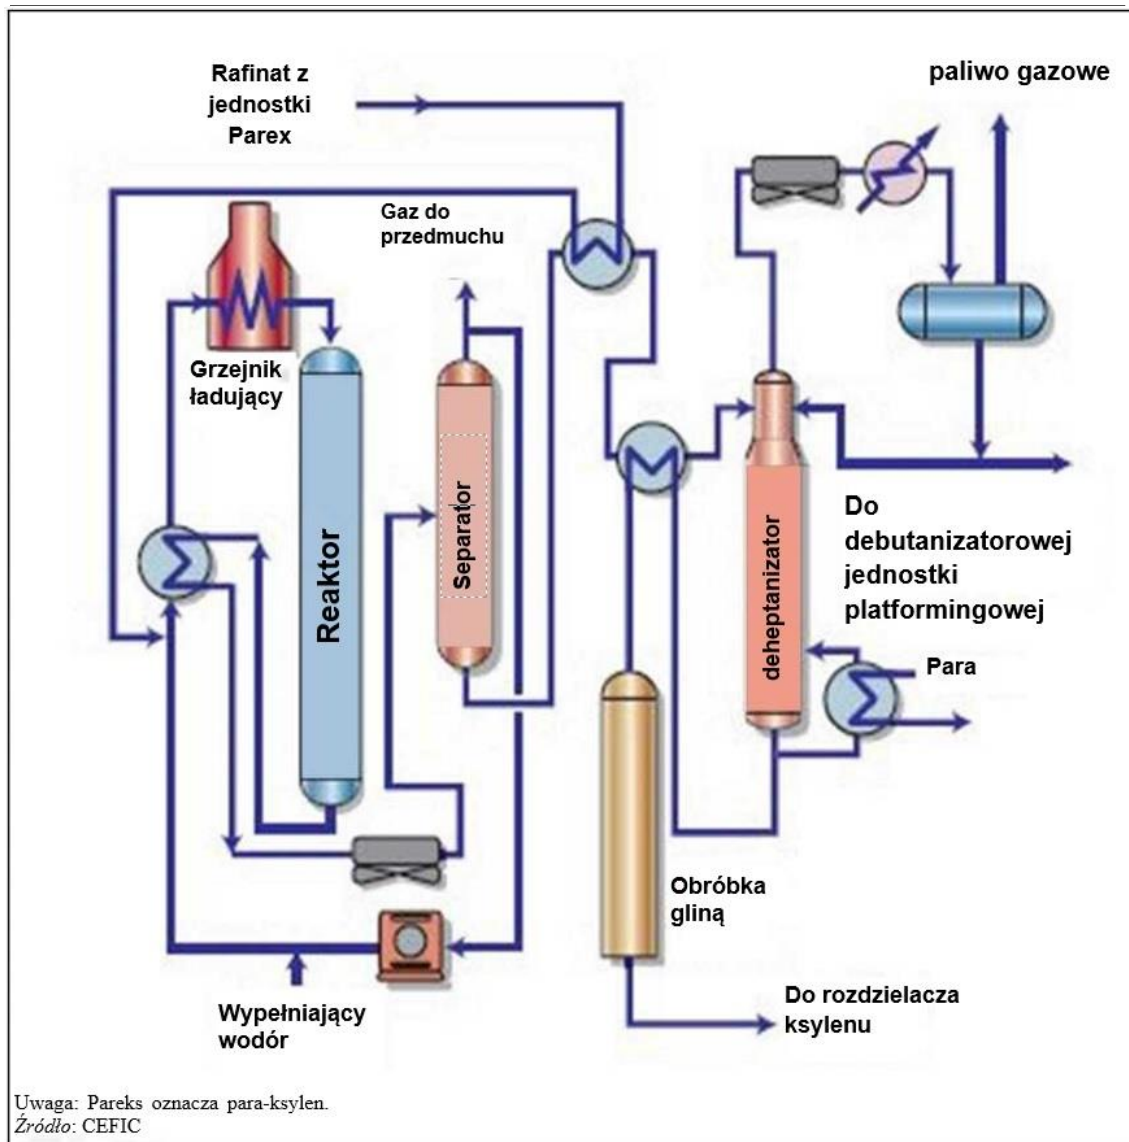 Rafinat z
jednostki
Parex
paliwo gazowe
Gaz do
przedmuchu
Grzejnik
ładujący
Reaktor
Separator
deheptanizator
Do
debutanizatorowej
jednostki
platformingowej
Para
Obróbka
gliną
Wypełniający
wodór
Do rozdzielacza
ksylenu
Uwaga: Pareks oznacza para-ksylen.
Źródło: CEFIC